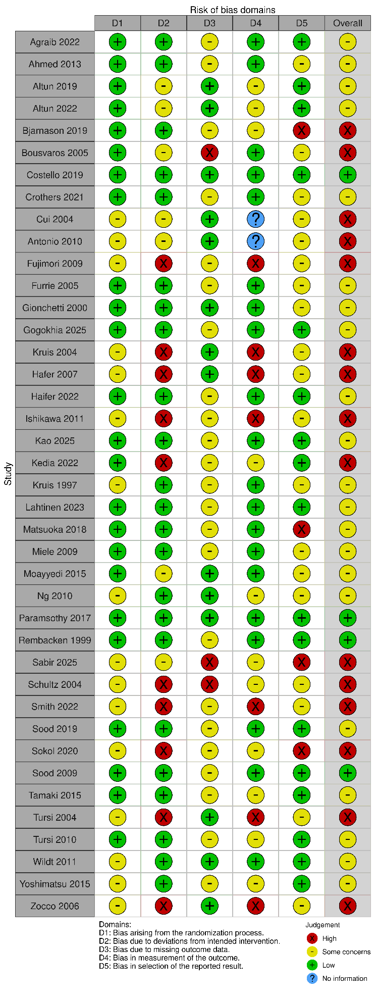 Risk of bias domains
D1 D2 D3 D4 D5 Overall
Study
Agraib 2022 + + - + + -
Ahmed 2013 + + - + - -
Altun 2019 + - + - + -
Altun 2022 + - + - + -
Bjarnason 2019 + + - - X X
Bousvaros 2005 + - X + - X
Costello 2019 + + + + + +
Crothers 2021 + + - + - -
Cui 2004 - - + ? - X
Antonio 2010 - - + ? - X
Fujimori 2009 - X - X - X
Furrie 2005 + + - + - -
Gionchetti 2000 + + + + - -
Gogokhia 2025 + + - + + -
Kruis 2004 - X + X - X
Hafer 2007 - X + X - X
Haifer 2022 + + - + + -
Ishikawa 2011 - X - X - X
Kao 2025 + + - + + -
Kedia 2022 + X - - + X
Kruis 1997 - + - + - -
Lahtinen 2023 + + - + + -
Matsuoka 2018 + + - + X -
Miele 2009 + + - + - -
Moayyedi 2015 + - + + - -
Ng 2010 - + + - - -
Paramsothy 2017 + + + + + +
Rembacken 1999 + + - + + +
Sabir 2025 - - X - X X
Schultz 2004 - X X - - X
Smith 2022 - X - X - X
Sood 2019 + + - + + -
Sokol 2020 - X - - X X
Sood 2009 + + - + + +
Tamaki 2015 + + - - + -
Tursi 2004 - X + X - X
Tursi 2010 + + - - + -
Wildt 2011 - + + + + -
Yoshimatsu 2015 - + - - + -
Zocco 2006 - X + X - X
Domains:
D1: Bias arising from the randomization process.
D2: Bias due to deviations from intended intervention.
D3: Bias due to missing outcome data.
D4: Bias in measurement of the outcome.
D5: Bias in selection of the reported result.
Judgement
X High
- Some concerns
+ Low
? No information